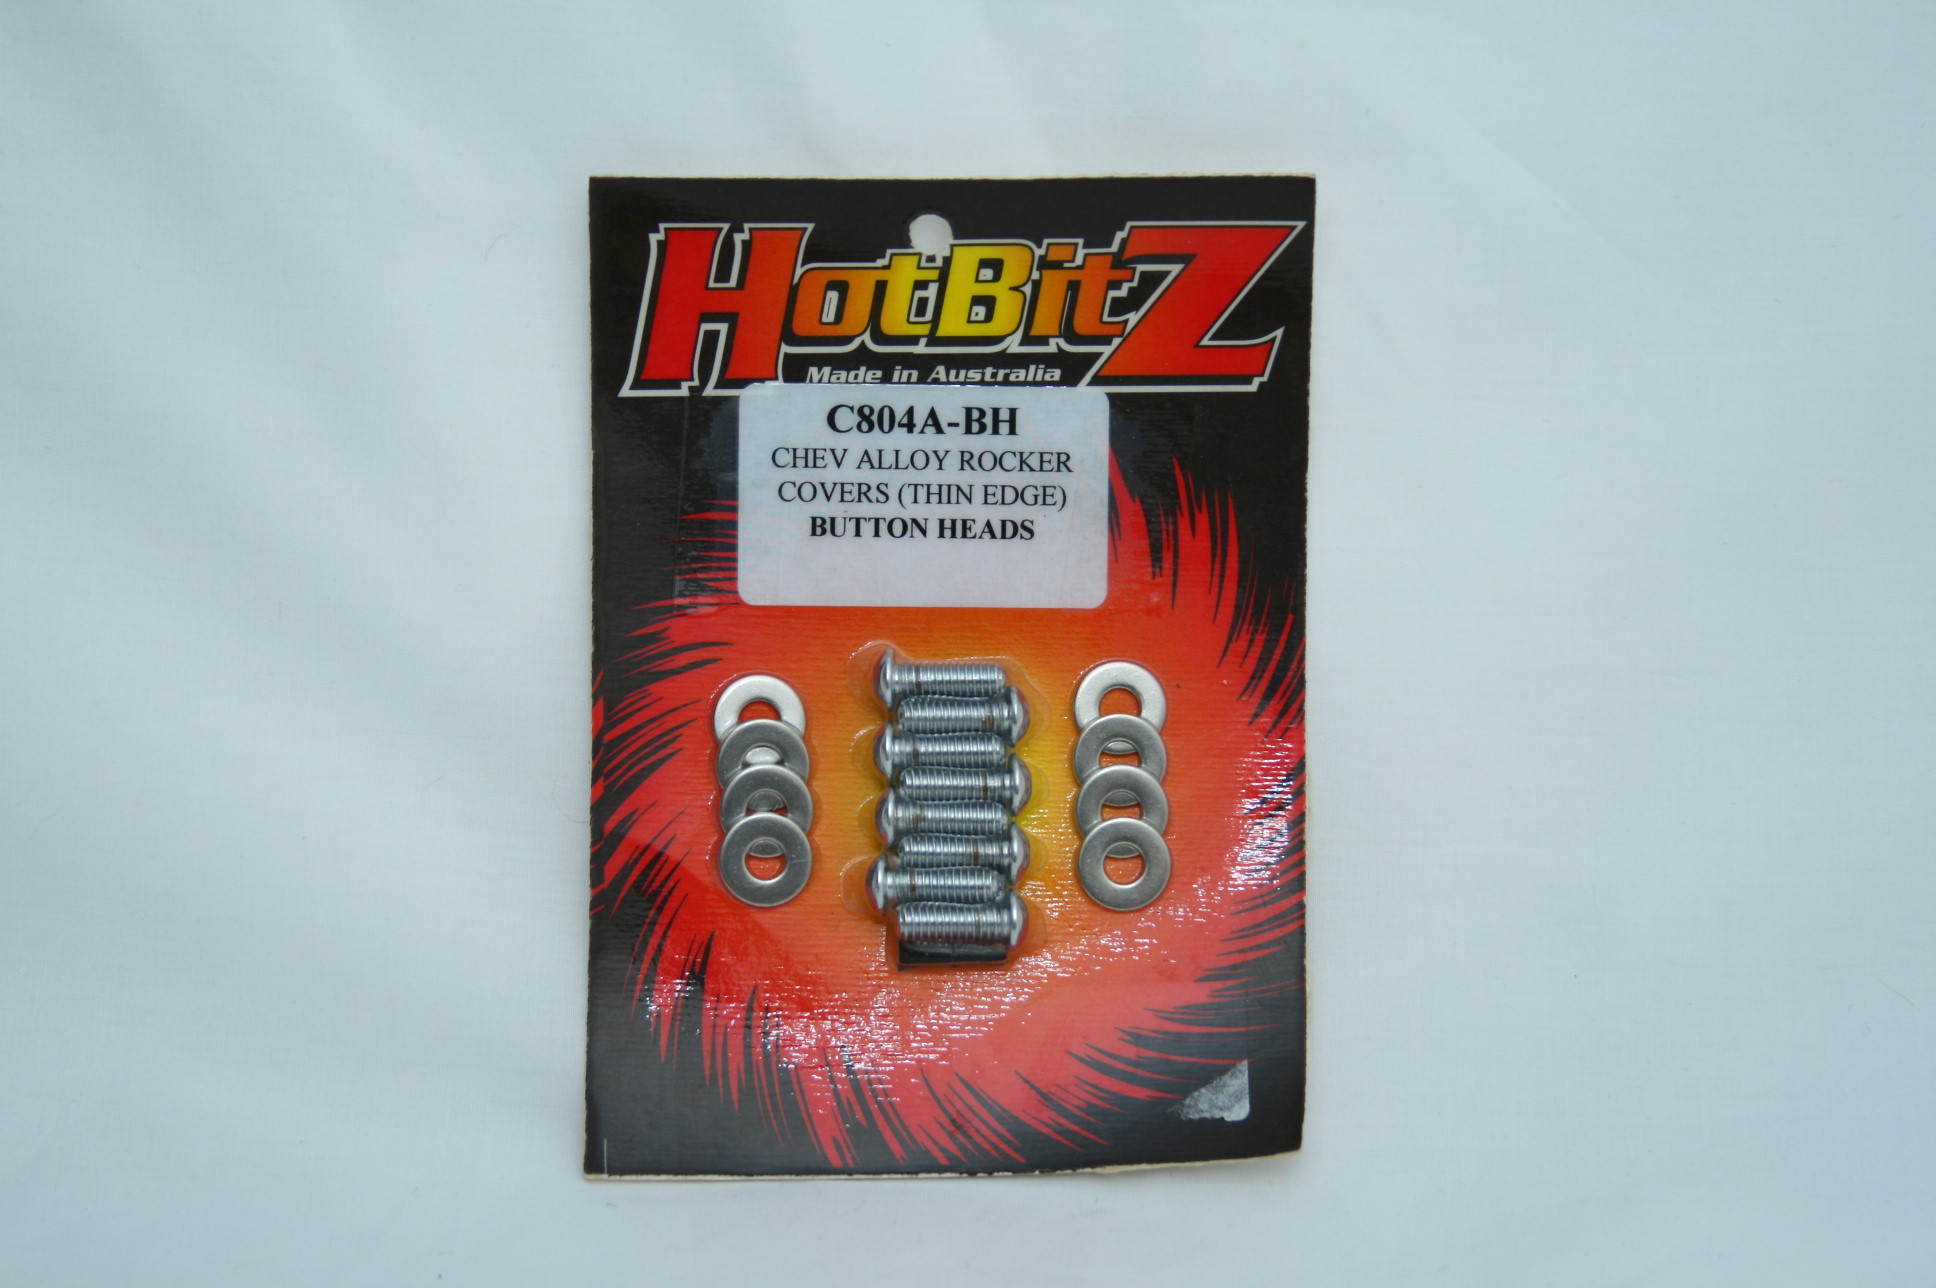 HotBitZ
Made in Australia
C804A-BH
CHEV ALLOY ROCKER
COVERS (THIN EDGE)
BUTTON HEADS